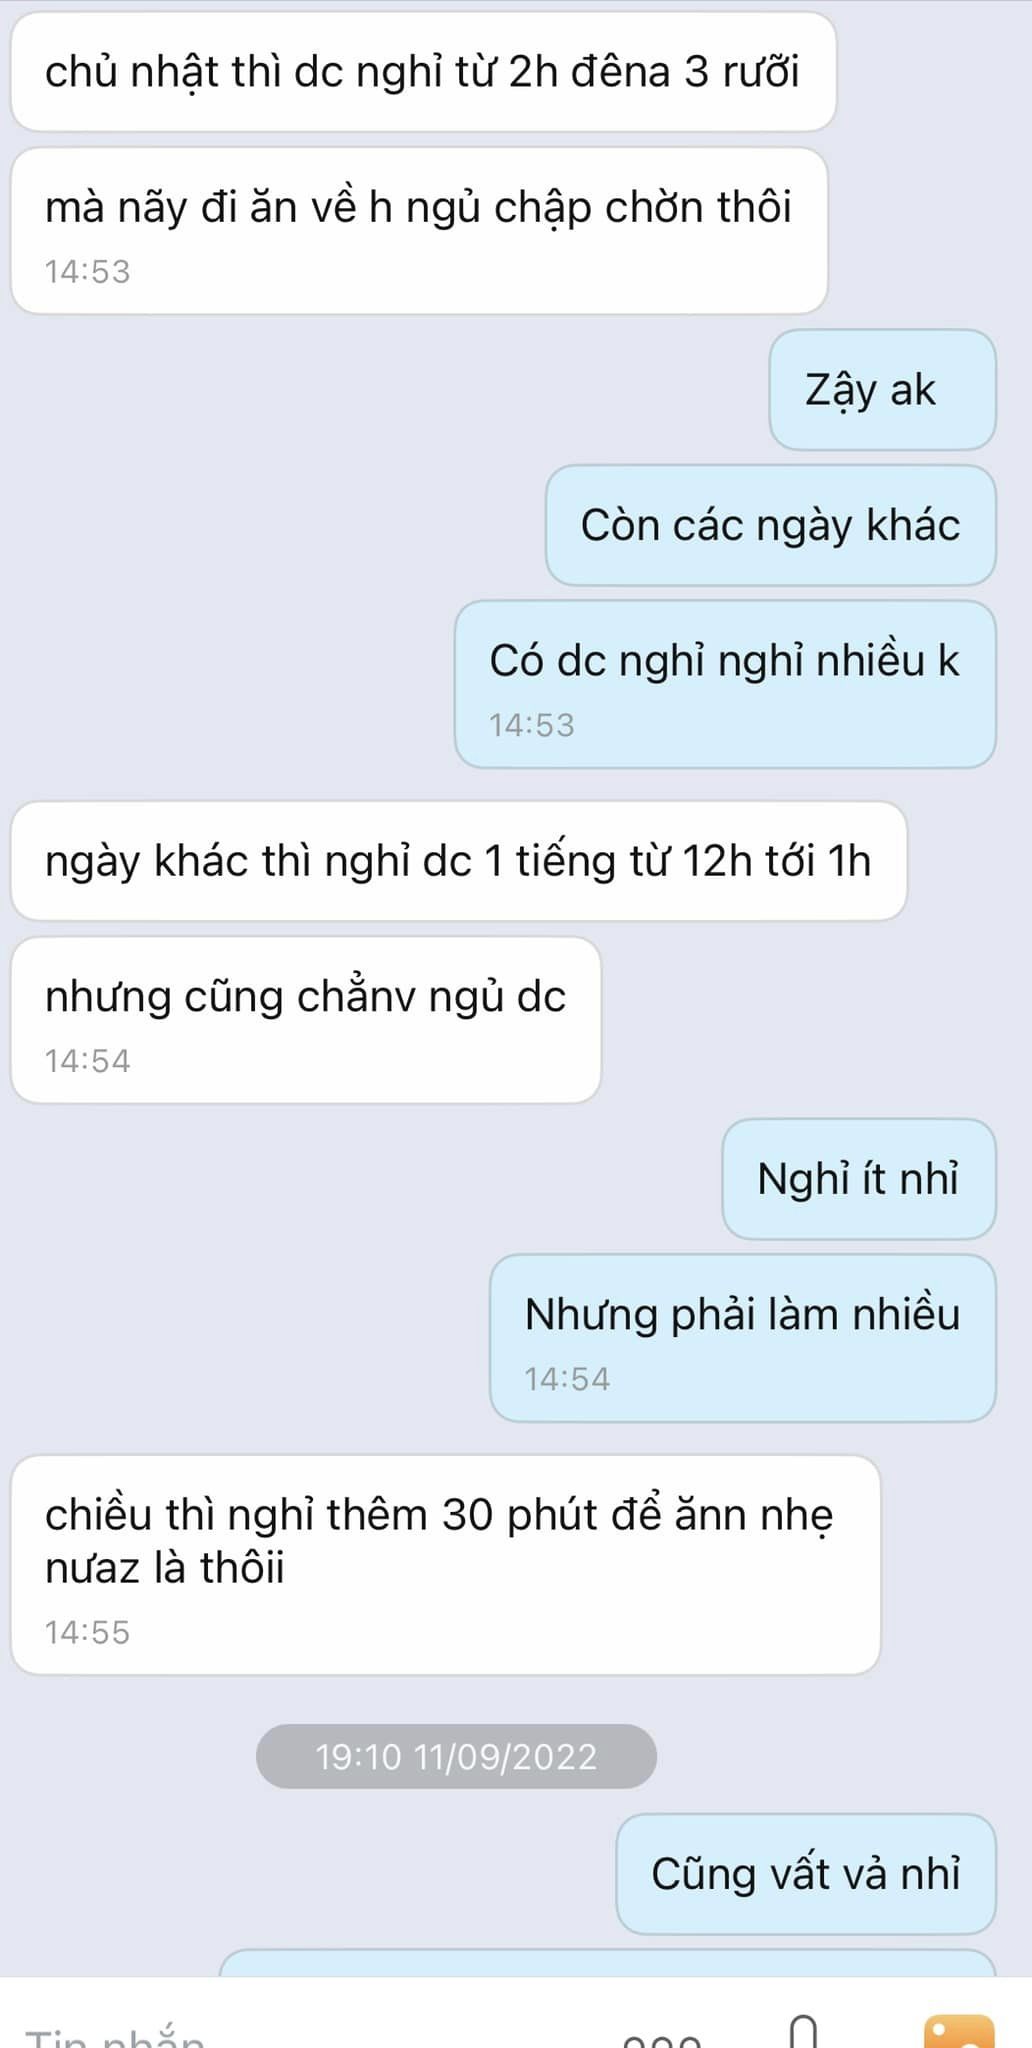 chủ nhật thì dc nghỉ từ 2h đêna 3 rưỡi
mà nãy đi ăn về h ngủ chập chờn thôi
14:53
Zậy ak
Còn các ngày khác
Có dc nghỉ nghỉ nhiều k
14:53
ngày khác thì nghỉ dc 1 tiếng từ 12h tới 1h
nhưng cũng chẳnv ngủ dc
14:54
Nghỉ ít nhỉ
Nhưng phải làm nhiều
14:54
chiều thì nghỉ thêm 30 phút để ănn nhẹ
nưaz là thôii
14:55
19:10 11/09/2022
Cũng vất vả nhỉ
Tin nhắn